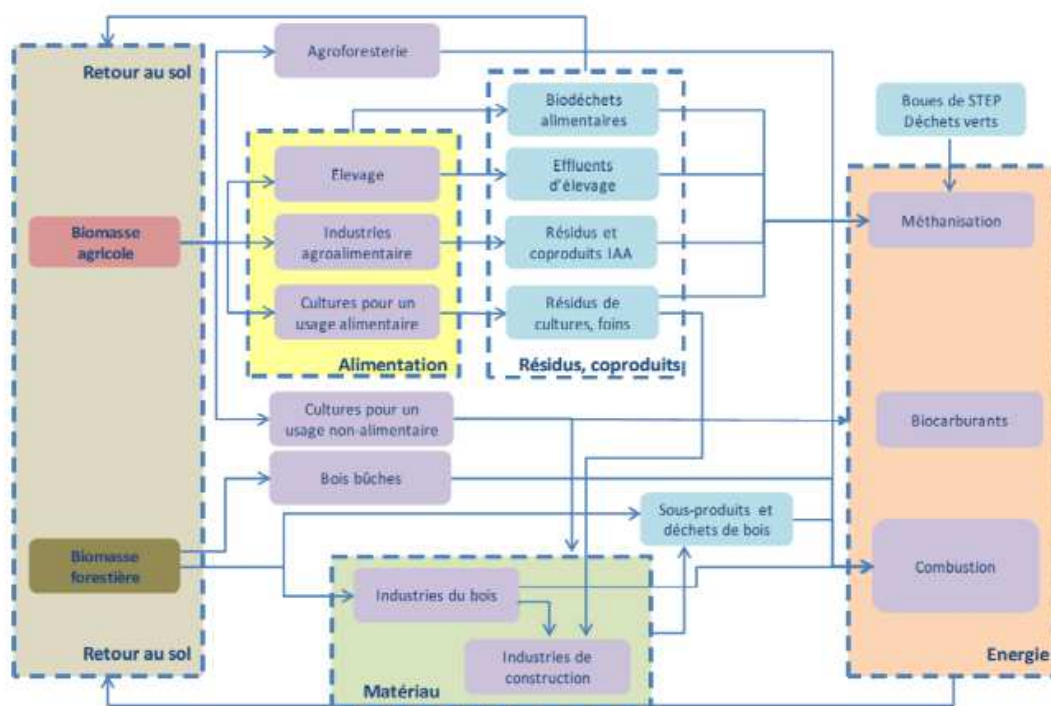 Retour au sol
Agroforesterie
Biodéchets
alimentaires
Boues de STEP
Déchets verts
Elevage
Effluents
d'élevage
Biomasse
agricole
Industries
agroalimentaire
Résidus et
coproduits IAA
Méthanisation
Cultures pour un
usage alimentaire
Résidus de
cultures, foins
Alimentation
Résidus, coproduits
Cultures pour un
usage non-alimentaire
Biocarburants
Bois bûches
Sous-produits et
déchets de bois
Biomasse
forestière
Industries du bois
Combustion
Retour au sol
Industries de
construction
Matériau
Energie